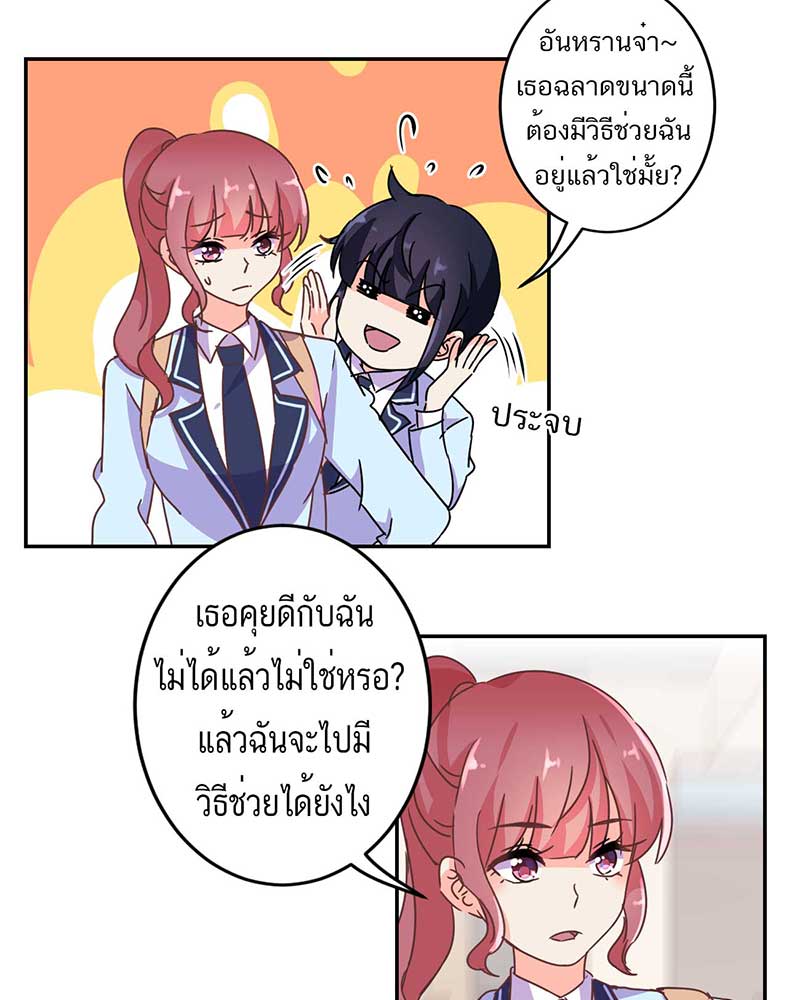 อันหรานจ๋า~
เธอฉลาดขนาดนี้
ต้องมีวิธีช่วยฉัน
อยู่แล้วใช่มั้ย?
ประจบ
เธอคุยดีกับฉัน
ไม่ได้แล้วไม่ใช่หรอ?
แล้วฉันจะไปมี
วิธีช่วยได้ยังไง